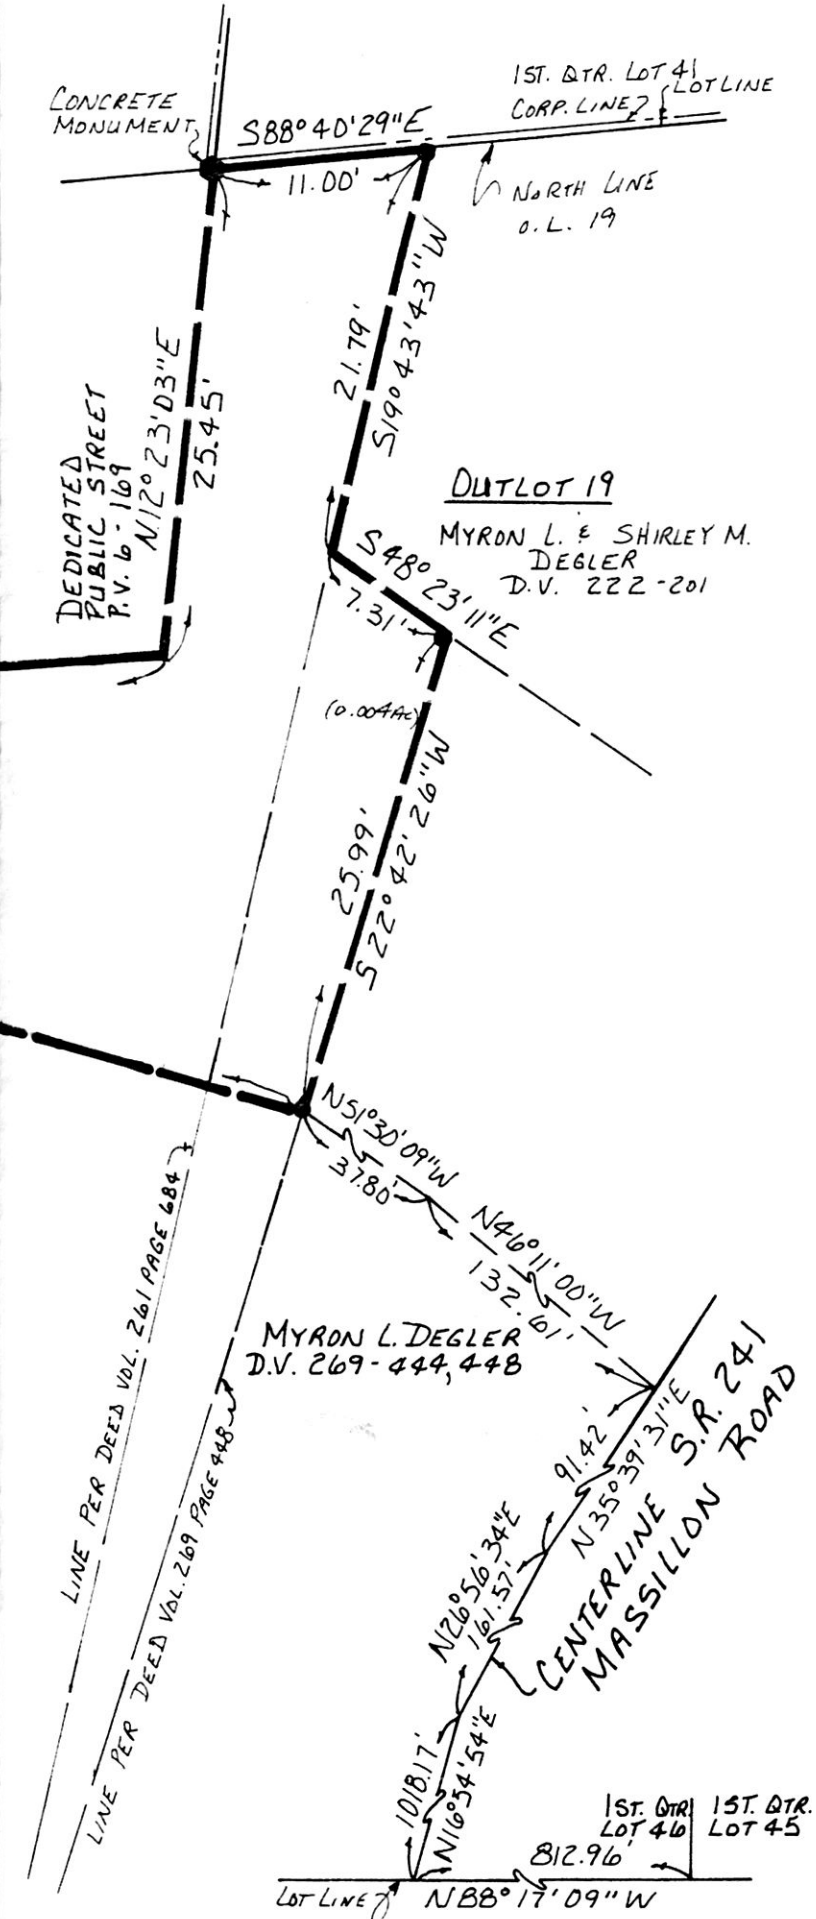 1ST. QTR. LOT 41
LOT LINE
CORP. LINE
CONCRETE
MONUMENT
S88°40'29"E
11.00'
NORTH LINE
O.L. 19
21.79'
S19°43'43"W
N12°23'03"E
25.45'
DEDICATED
PUBLIC STREET
P.V. 6-169
OUTLOT 19
MYRON L. & SHIRLEY M.
DEGLER
D.V. 222-201
S48°23'11"E
7.31'
(0.004AC)
25.99'
S22°42'26"W
N51°30'09"W
37.80'
N46°11'00"W
132.61'
LINE PER DEED VOL. 261 PAGE 684
MYRON L. DEGLER
D.V. 269-444, 448
LINE PER DEED VOL. 269 PAGE 448
91.42'
N35°39'31"E
S.R. 241
CENTERLINE
MASSILLON ROAD
N26°56'34"E
161.57'
1018.17'
N16°54'54"E
1ST. QTR.
LOT 46
1ST. QTR.
LOT 45
812.96'
LOT LINE
N88°17'09"W